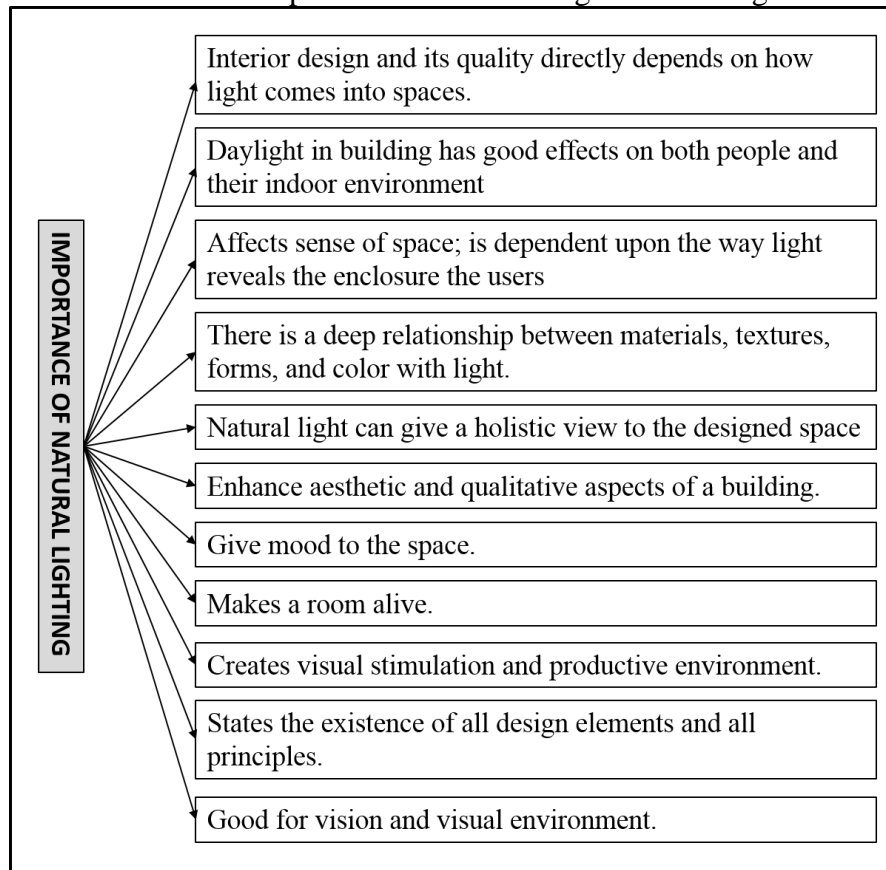 IMPORTANCE OF NATURAL LIGHTING
Interior design and its quality directly depends on how
light comes into spaces.
Daylight in building has good effects on both people and
their indoor environment
Affects sense of space; is dependent upon the way light
reveals the enclosure the users
There is a deep relationship between materials, textures,
forms, and color with light.
Natural light can give a holistic view to the designed space
Enhance aesthetic and qualitative aspects of a building.
Give mood to the space.
Makes a room alive.
Creates visual stimulation and productive environment.
States the existence of all design elements and all
principles.
Good for vision and visual environment.